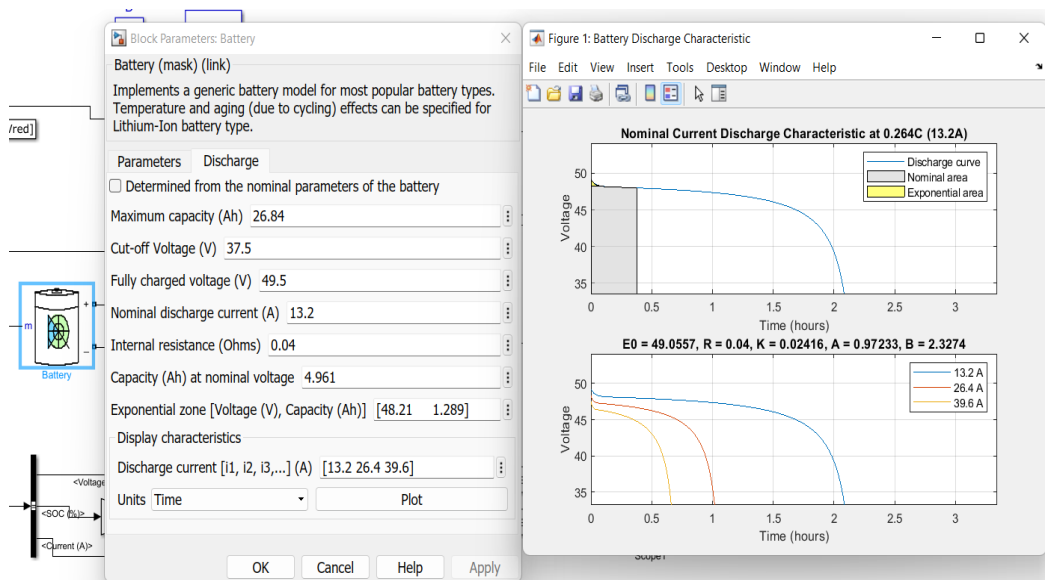 /red]
m
+
–
Battery
<Voltage
<SOC (%)>
<Current (A)>
Block Parameters: Battery
Battery (mask) (link)
Implements a generic battery model for most popular battery types.
Temperature and aging (due to cycling) effects can be specified for
Lithium-Ion battery type.
Parameters Discharge
Determined from the nominal parameters of the battery
Maximum capacity (Ah) 26.84
Cut-off Voltage (V) 37.5
Fully charged voltage (V) 49.5
Nominal discharge current (A) 13.2
Internal resistance (Ohms) 0.04
Capacity (Ah) at nominal voltage 4.961
Exponential zone [Voltage (V), Capacity (Ah)] [48.21 1.289]
Display characteristics
Discharge current [i1, i2, i3,...] (A) [13.2 26.4 39.6]
Units Time Plot
OK Cancel Help Apply
Figure 1: Battery Discharge Characteristic
File Edit View Insert Tools Desktop Window Help
Nominal Current Discharge Characteristic at 0.264C (13.2A)
Discharge curve
Nominal area
Exponential area
Voltage
50
45
40
35
0 0.5 1 1.5 2 2.5 3
Time (hours)
E0 = 49.0557, R = 0.04, K = 0.02416, A = 0.97233, B = 2.3274
13.2 A
26.4 A
39.6 A
Voltage
50
45
40
35
0 0.5 1 1.5 2 2.5 3
Time (hours)